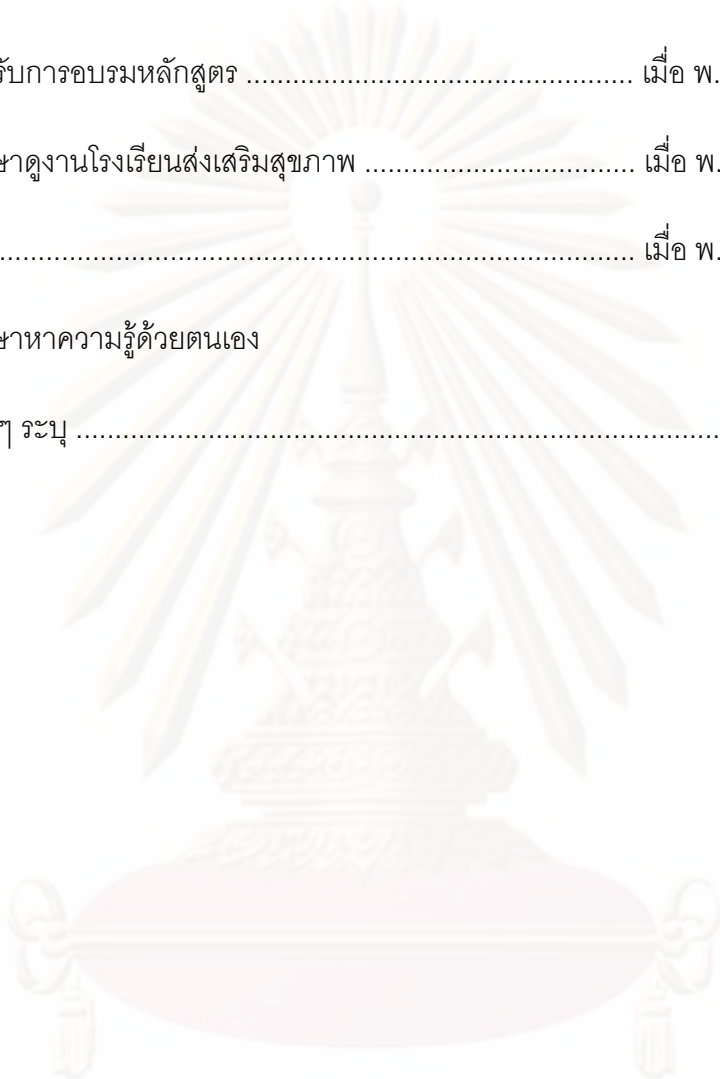 รับการอบรมหลักสูตร .................................................. เมื่อ พ.
ษาดูงานโรงเรียนส่งเสริมสุขภาพ ................................... เมื่อ พ.
.................................................................................. เมื่อ พ.
ษาหาความรู้ด้วยตนเอง
ๆ ระบุ ...................................................................................